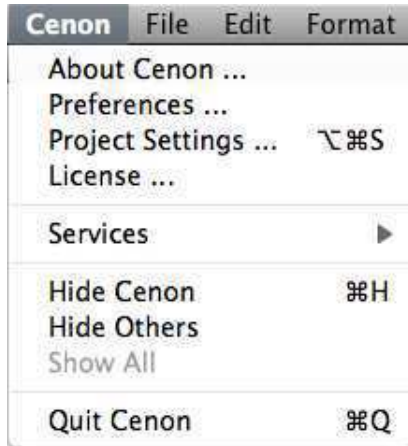 Cenon File Edit Format
About Cenon ...
Preferences ...
Project Settings ... ⌥⌘S
License ...
Services ▶
Hide Cenon ⌘H
Hide Others
Show All
Quit Cenon ⌘Q